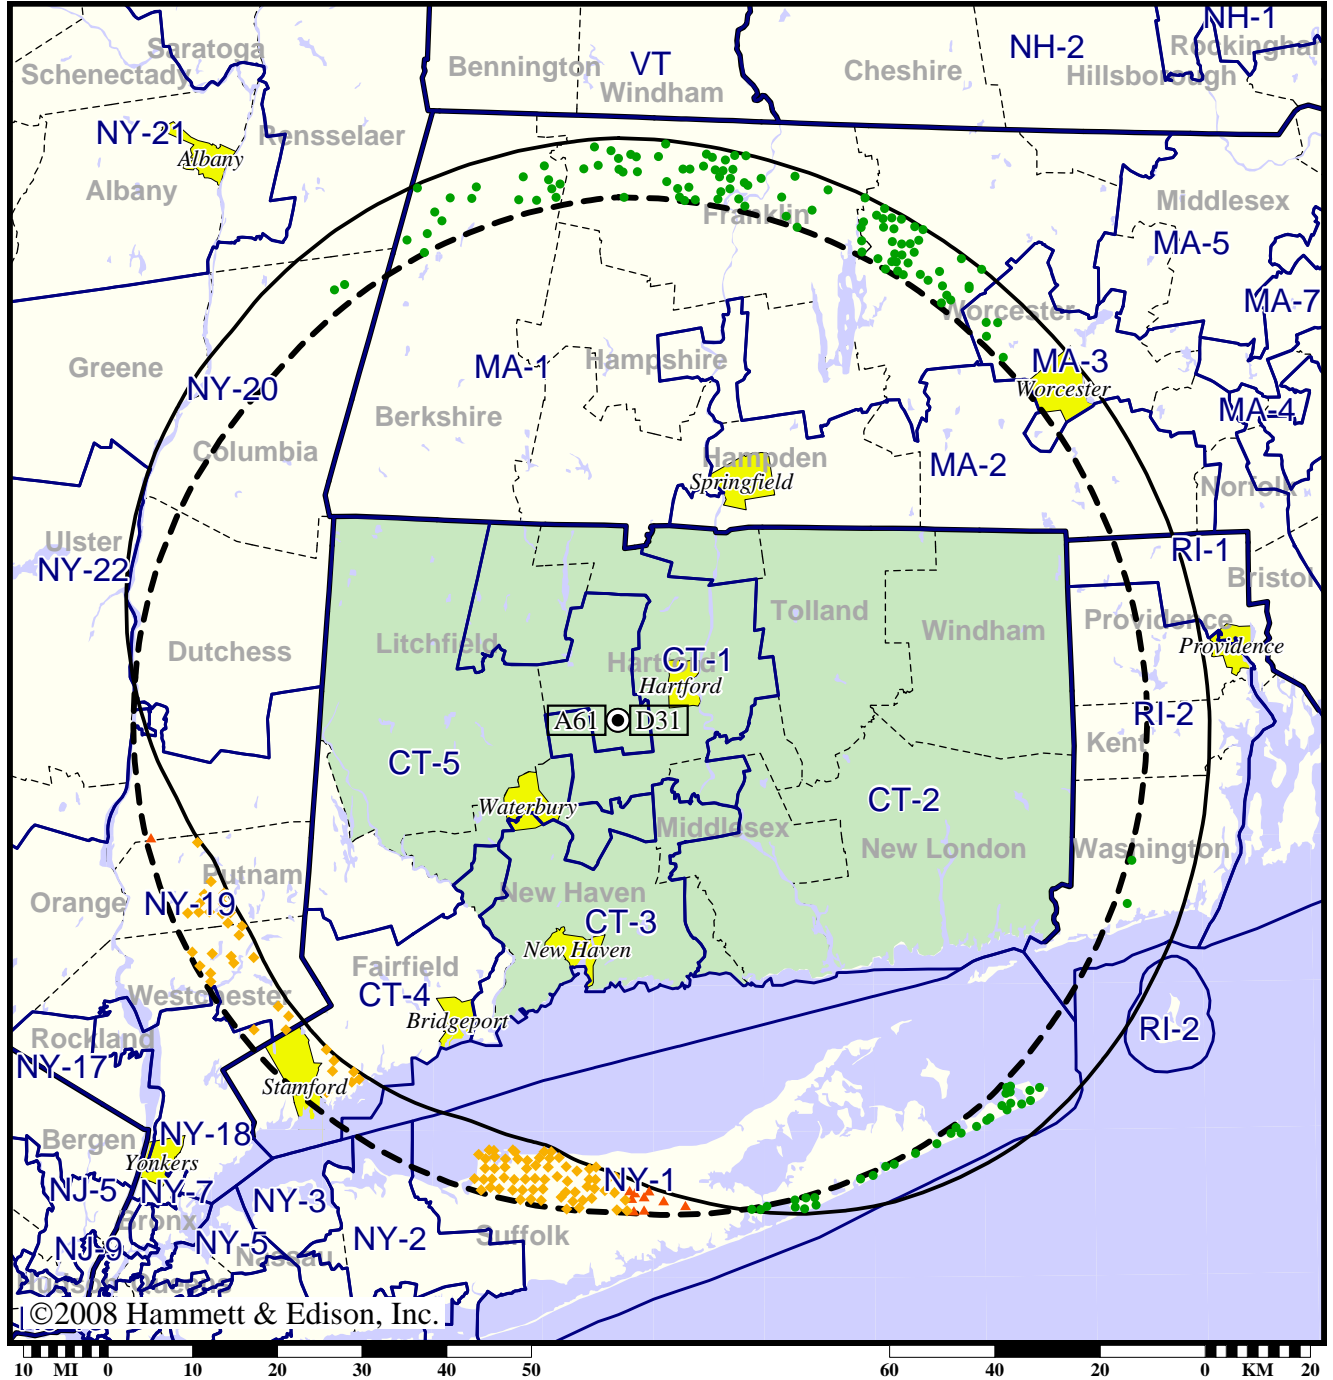 NH-1
Saratoga
Rockingham
NH-2
VT
Bennington
Cheshire
Schenectady
Hillsborough
Windham
NY-21
Rensselaer
Albany
Albany
Middlesex
Franklin
MA-5
MA-7
Worcester
Greene
MA-1
Hampshire
MA-3
NY-20
Worcester
MA-4
Berkshire
Columbia
Hampden
MA-2
Springfield
Norfolk
Ulster
RI-1
NY-22
Bristol
Tolland
Providence
Windham
Litchfield
Dutchess
Hartford
CT-1
Providence
Hartford
A61
D31
RI-2
Kent
CT-5
CT-2
Waterbury
Middlesex
New London
Washington
Putnam
New Haven
Orange
NY-19
CT-3
New Haven
Fairfield
Westchester
CT-4
Bridgeport
RI-2
Rockland
NY-17
Stamford
Bergen
NY-18
Yonkers
NY-1
NJ-5
NY-7
NY-3
Bronx
Suffolk
NY-5
NY-2
NJ-9
Nassau
Hudson
Queens
©2008 Hammett & Edison, Inc.
10 MI 0 10 20 30 40 50 60 40 20 0 KM 20